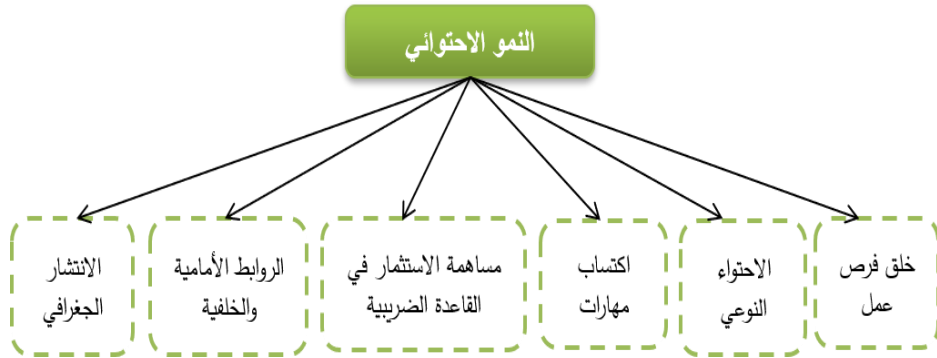 النمو الاحتوائي
خلق فرص
عمل
الاحتواء
النوعي
اكتساب
مهارات
مساهمة الاستثمار في
القاعدة الضريبية
الروابط الأمامية
والخلفية
الانتشار
الجغرافي